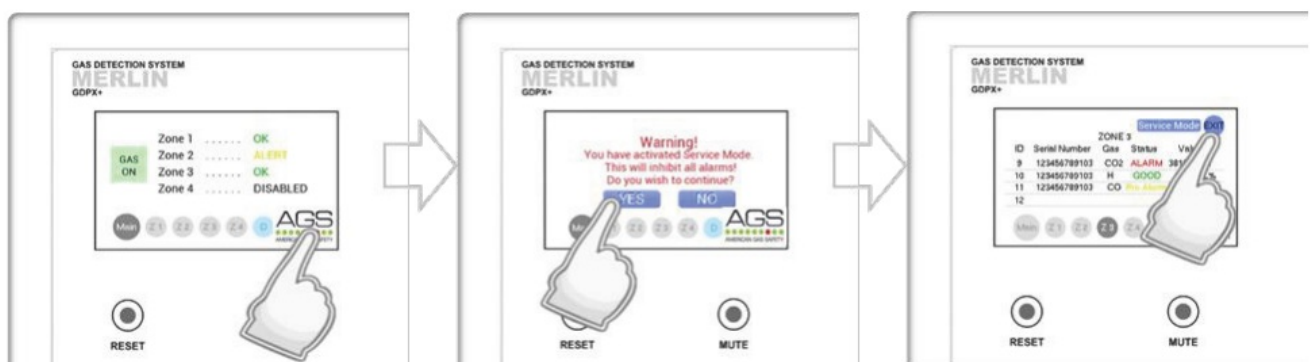 GAS DETECTION SYSTEM
MERLIN
GDPX+
GAS ON
Zone 1 ...... OK
Zone 2 ...... ALERT
Zone 3 ...... OK
Zone 4 ...... DISABLED
Main Z1 Z2 Z3 Z4 D
AGS
RESET
GAS DETECTION SYSTEM
MERLIN
GDPX+
Warning!
You have activated Service Mode.
This will inhibit all alarms!
Do you wish to continue?
YES NO
Z2 Z3 Z4 D
AGS
AMERICAN GAS SAFETY
RESET MUTE
GAS DETECTION SYSTEM
MERLIN
GDPX+
Service Mode EXIT
ZONE 3
ID Serial Number Gas Status
9 123456789103 CO2 ALARM
10 123456789103 H GOOD
11 123456789103 CO
12
Main Z1 Z2 Z3 Z4
RESET MUTE